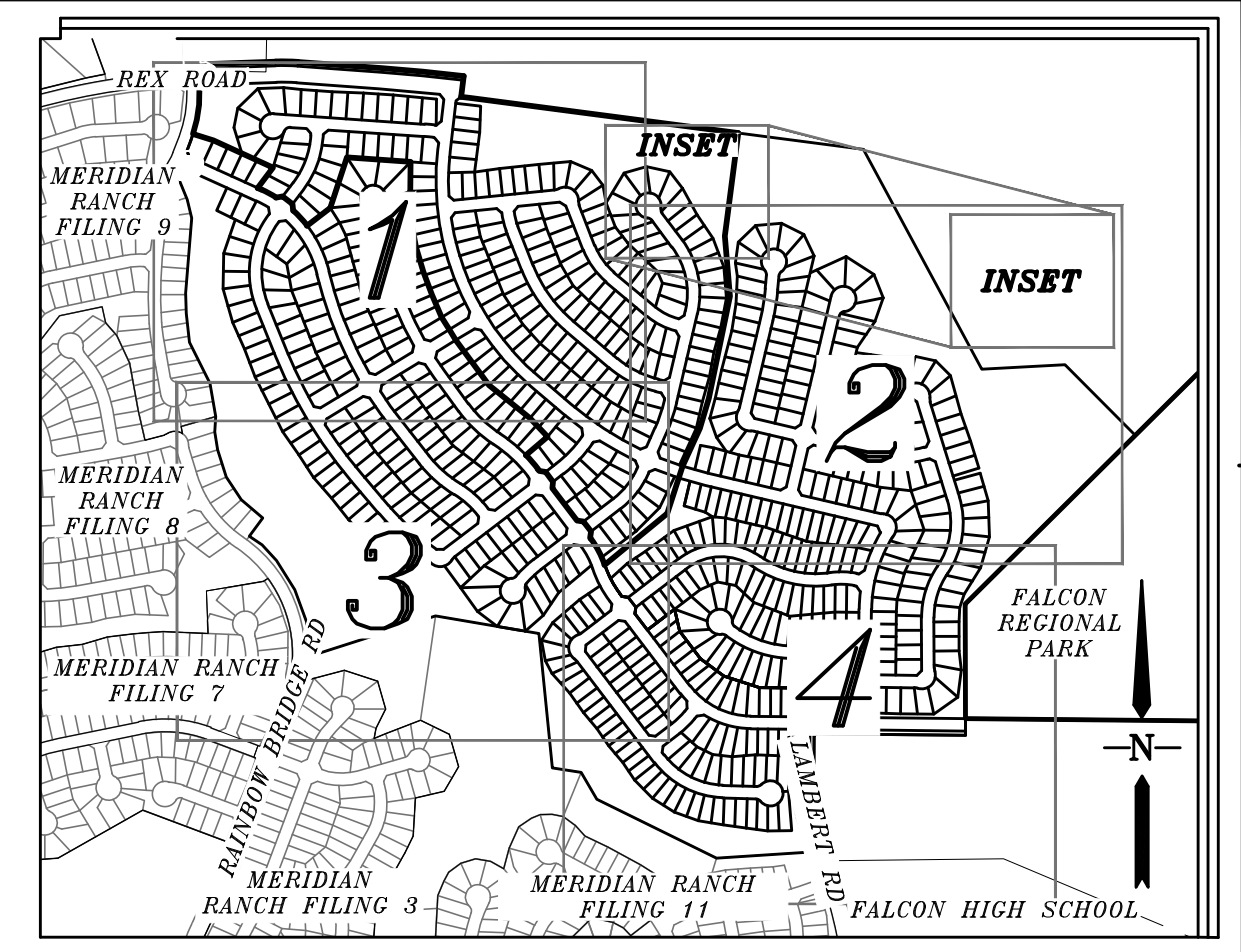 REX ROAD
INSET
MERIDIAN
RANCH
FILING 9
1
INSET
2
MERIDIAN
RANCH
FILING 8
3
FALCON
REGIONAL
PARK
MERIDIAN RANCH
FILING 7
4
RAINBOW BRIDGE RD
N
LAMBERT RD
MERIDIAN
RANCH FILING 3
MERIDIAN RANCH
FILING 11
FALCON HIGH SCHOOL